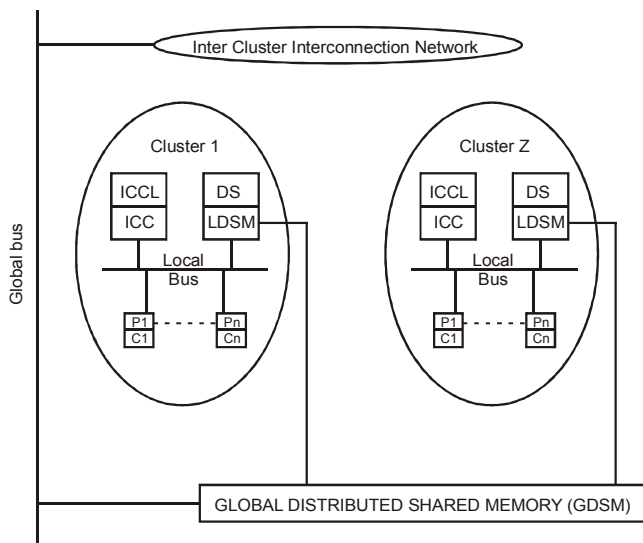 Inter Cluster Interconnection Network
Global bus
Cluster 1
ICCL
DS
ICC
LDSM
Local
Bus
P1
Pn
C1
Cn
Cluster Z
ICCL
DS
ICC
LDSM
Local
Bus
P1
Pn
C1
Cn
GLOBAL DISTRIBUTED SHARED MEMORY (GDSM)